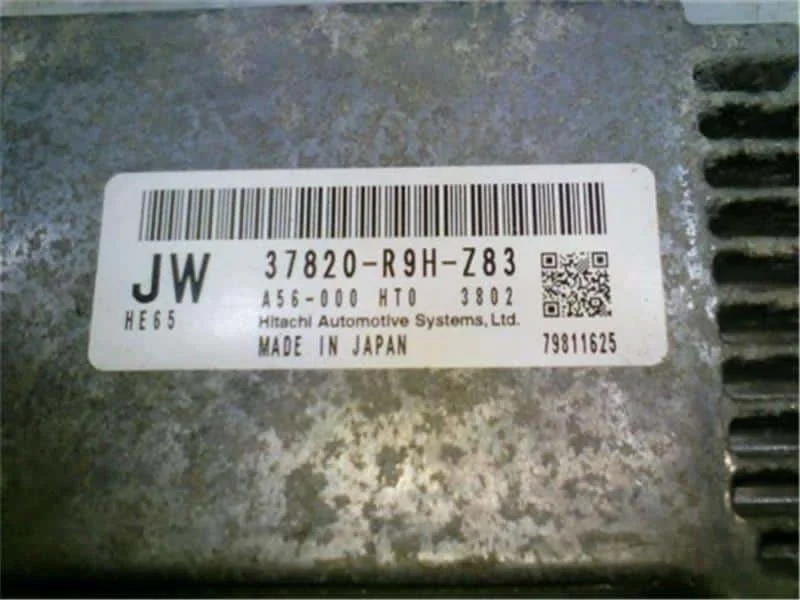 JW 37820-R9H-Z83
A56-000 HT0 3802
HE65 Hitachi Automotive Systems, Ltd.
MADE IN JAPAN 79811625